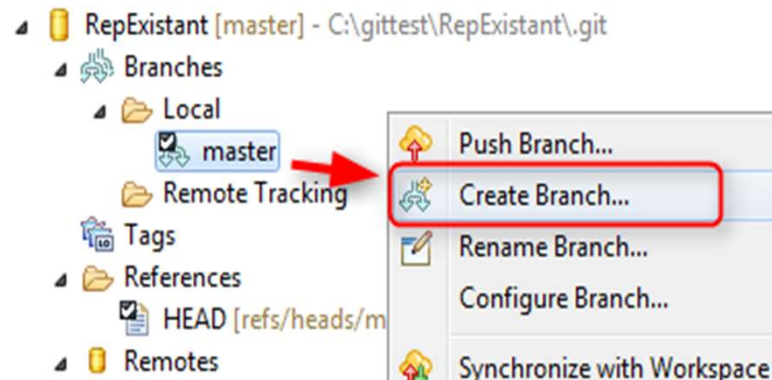 RepExistant [master] - C:\gittest\RepExistant\.git
Branches
Local
master
Remote Tracking
Tags
References
HEAD [refs/heads/m
Remotes
Push Branch...
Create Branch...
Rename Branch...
Configure Branch...
Synchronize with Workspace